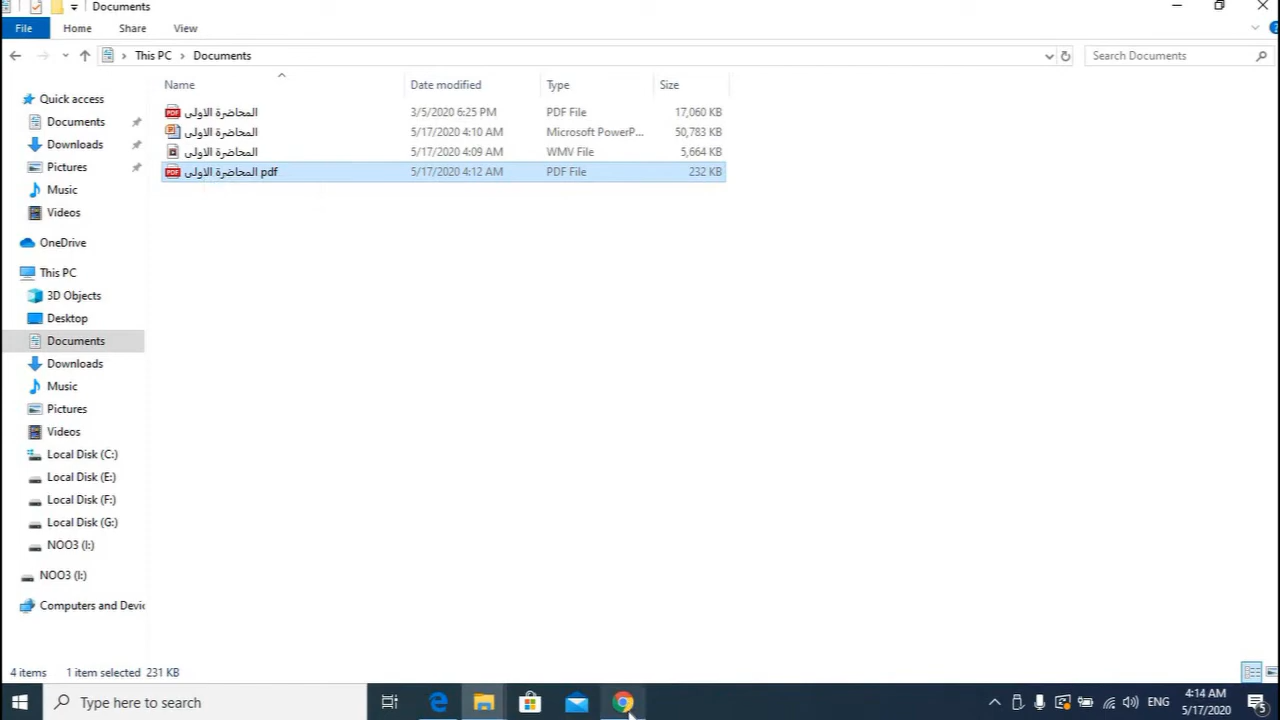 Documents
File Home Share View
This PC Documents Search Documents
Name Date modified Type Size
المحاضرة الاولى 3/5/2020 6:25 PM PDF File 17,060 KB
المحاضرة الاولى 5/17/2020 4:10 AM Microsoft PowerP... 50,783 KB
المحاضرة الاولى 5/17/2020 4:09 AM WMV File 5,664 KB
المحاضرة الاولى pdf 5/17/2020 4:12 AM PDF File 232 KB
Quick access
Documents
Downloads
Pictures
Music
Videos
OneDrive
This PC
3D Objects
Desktop
Documents
Downloads
Music
Pictures
Videos
Local Disk (C:)
Local Disk (E:)
Local Disk (F:)
Local Disk (G:)
NOO3 (I:)
NOO3 (I:)
Computers and Devic
4 items 1 item selected 231 KB
Type here to search
ENG
4:14 AM
5/17/2020
5